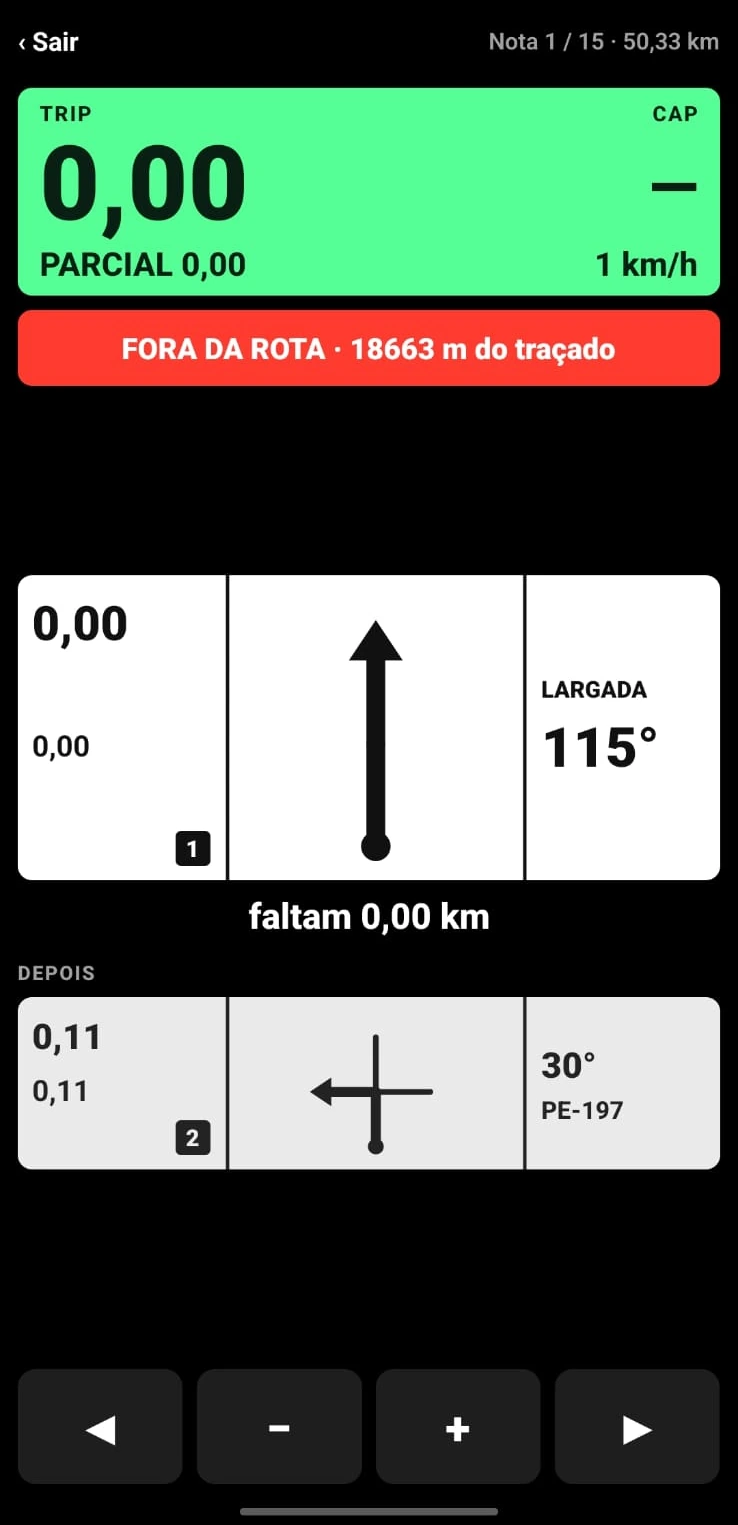 ‹ Sair
Nota 1 / 15 · 50,33 km
TRIP
CAP
0,00
–
PARCIAL 0,00
1 km/h
FORA DA ROTA · 18663 m do traçado
0,00
0,00
1
LARGADA
115°
faltam 0,00 km
DEPOIS
0,11
0,11
2
30°
PE-197
◀
−
+
▶